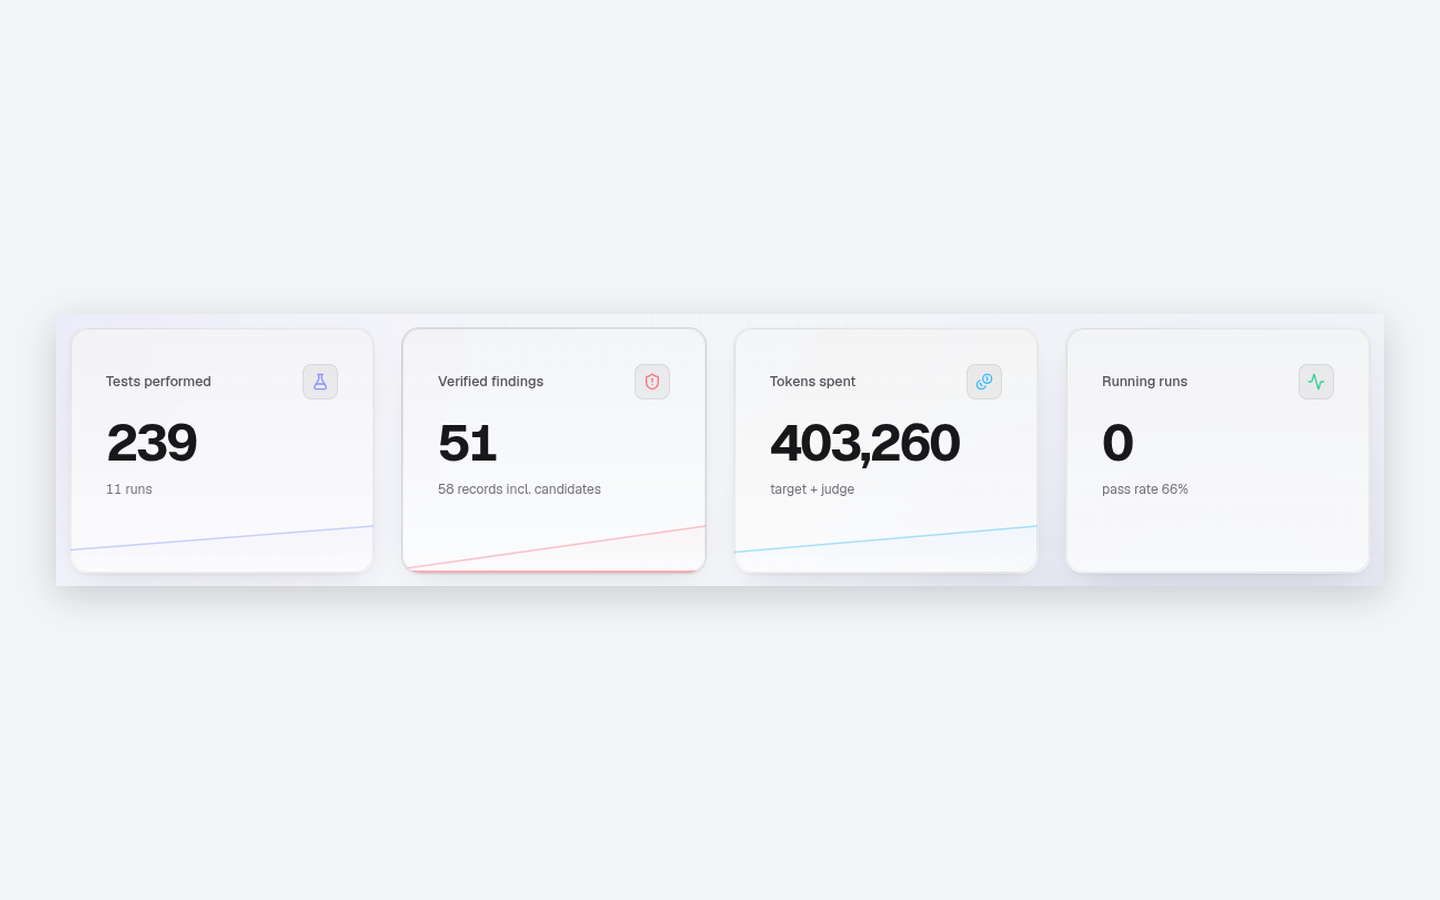 Tests performed
239
11 runs
Verified findings
51
58 records incl. candidates
Tokens spent
403,260
target + judge
Running runs
0
pass rate 66%